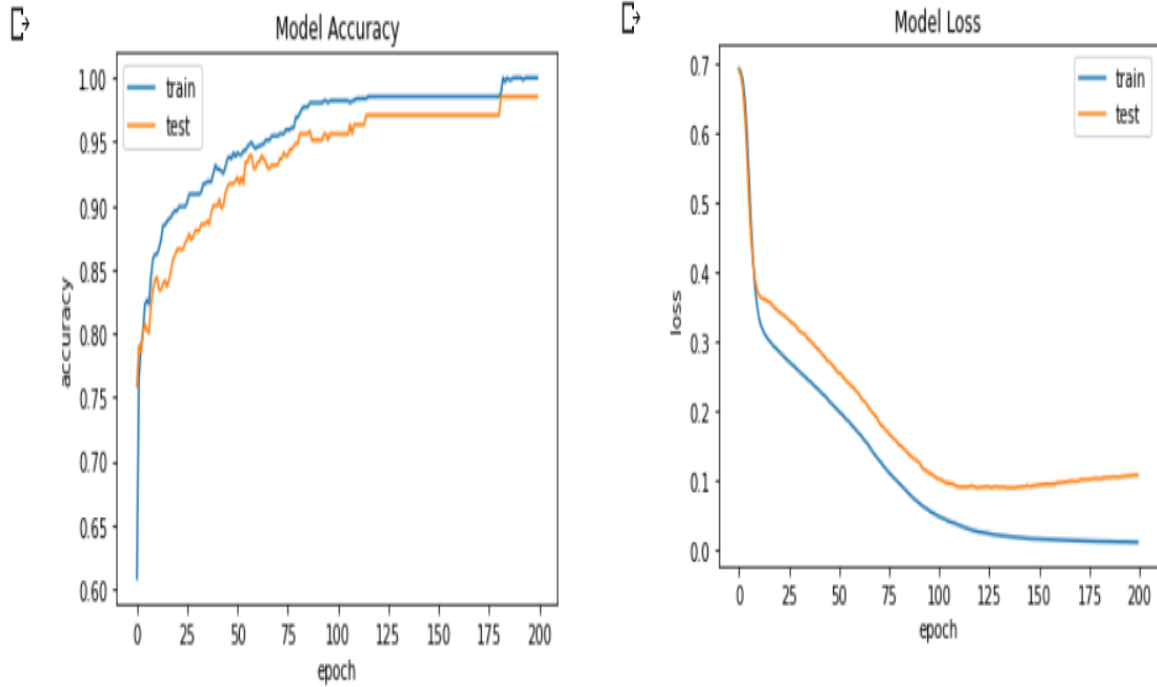 Model Accuracy
train
test
1.00
0.95
0.90
0.85
0.80
0.75
0.70
0.65
0.60
accuracy
0 25 50 75 100 125 150 175 200
epoch
Model Loss
train
test
0.7
0.6
0.5
0.4
0.3
0.2
0.1
0.0
loss
0 25 50 75 100 125 150 175 200
epoch